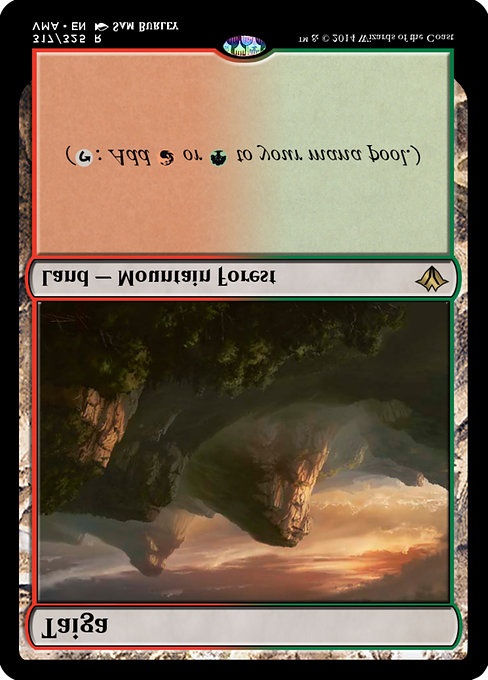 Taiga
Land — Mountain Forest
(: Add or to your mana pool.)
317/325 R
VMA • EN Sam Burley
™ & © 2014 Wizards of the Coast